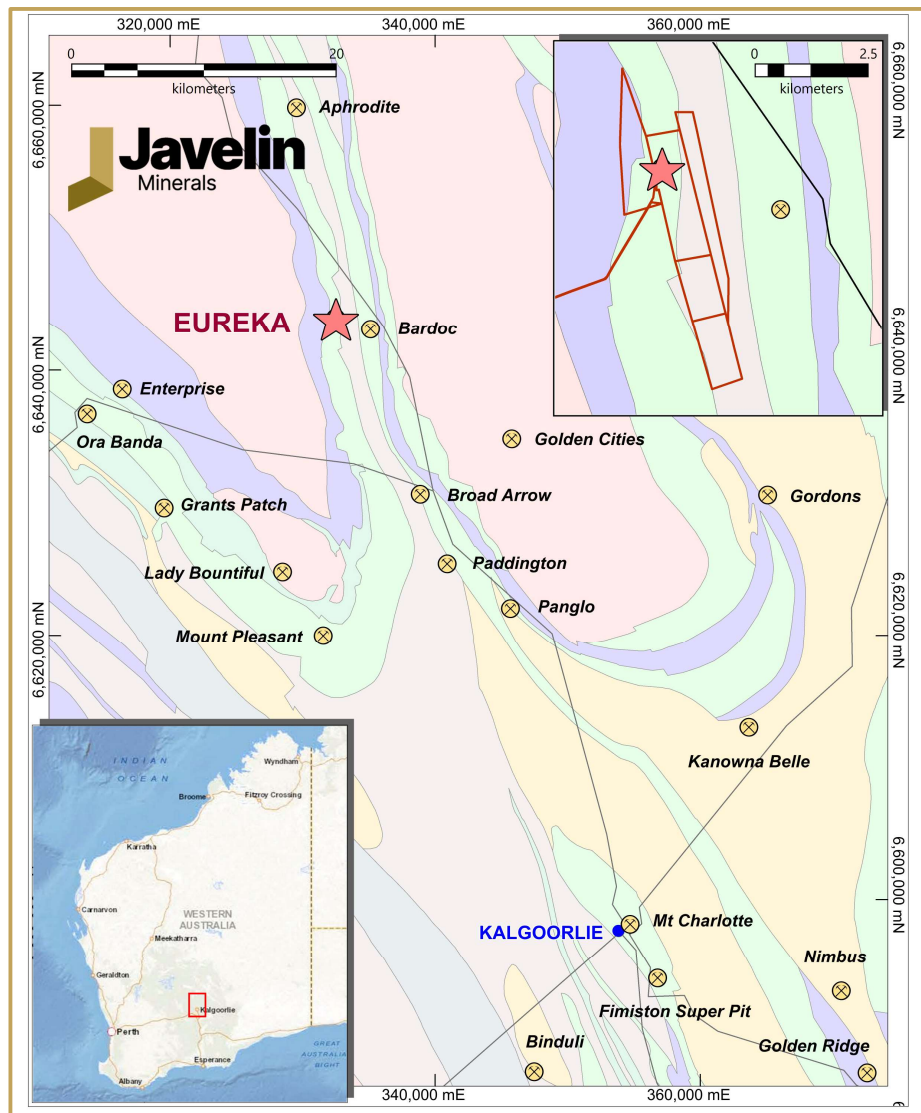 320,000 mE
340,000 mE
360,000 mE
0
20
kilometers
0
2.5
kilometers
6,660,000 mN
6,660,000 mN
Aphrodite
Javelin
Minerals
EUREKA
Bardoc
6,640,000 mN
6,640,000 mN
Enterprise
Ora Banda
Golden Cities
Grants Patch
Broad Arrow
Gordons
Lady Bountiful
Paddington
Panglo
Mount Pleasant
6,620,000 mN
6,620,000 mN
Kanowna Belle
INDIAN
OCEAN
Wyndham
Broome
Fitzroy Crossing
Karratha
WESTERN
AUSTRALIA
Carnarvon
Meekatharra
Geraldton
Kalgoorlie
Perth
Esperance
Albany
GREAT
AUSTRALIA
BIGHT
6,600,000 mN
Mt Charlotte
KALGOORLIE
Nimbus
Fimiston Super Pit
Binduli
Golden Ridge
340,000 mE
360,000 mE